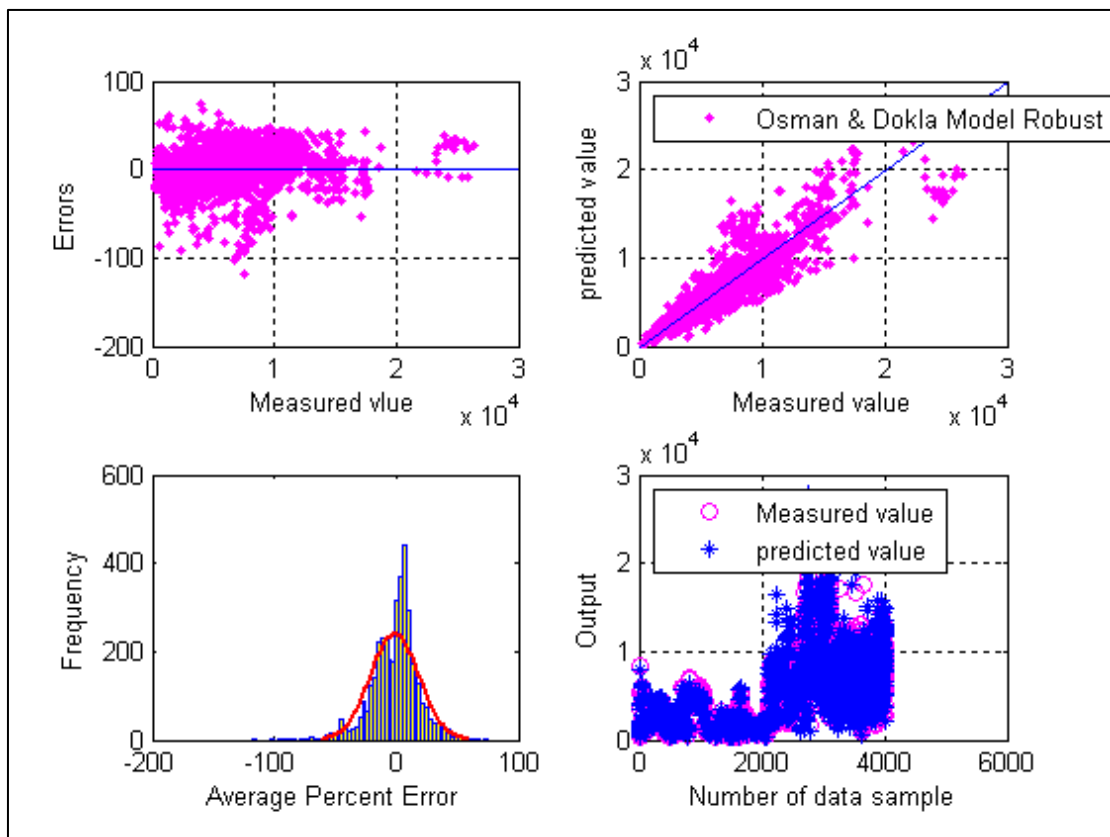 100
0
-100
-200
Errors
0
1
2
3
Measured vlue
x 10^4
x 10^4
3
2
1
0
predicted value
Osman & Dokla Model Robust
0
1
2
3
Measured value
x 10^4
600
400
200
0
Frequency
-200
-100
0
100
Average Percent Error
x 10^4
3
2
1
0
Output
Measured value
predicted value
0
2000
4000
6000
Number of data sample